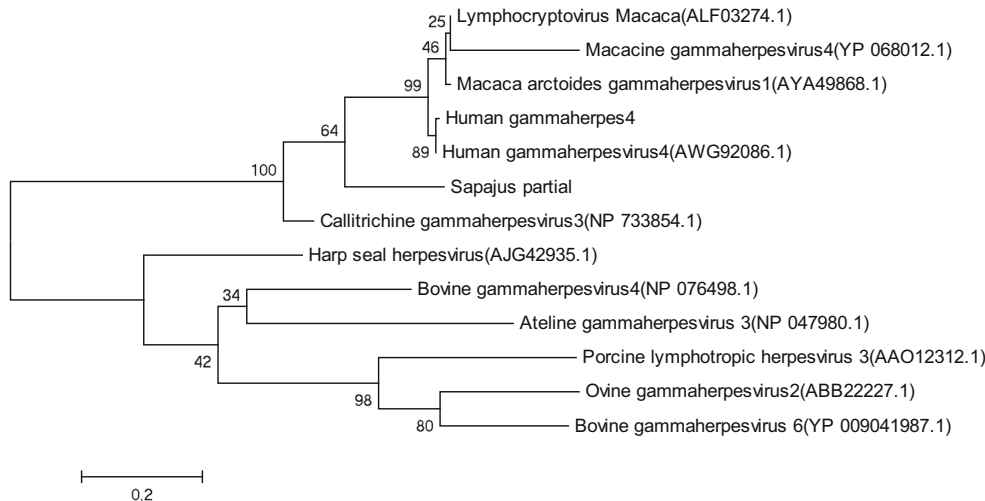 25
Lymphocryptovirus Macaca(ALF03274.1)
46
Macacine gammaherpesvirus4(YP 068012.1)
99
Macaca arctoides gammaherpesvirus1(AYA49868.1)
64
Human gammaherpes4
89
Human gammaherpesvirus4(AWG92086.1)
100
Sapajus partial
Callitrichine gammaherpesvirus3(NP 733854.1)
Harp seal herpesvirus(AJG42935.1)
34
Bovine gammaherpesvirus4(NP 076498.1)
Ateline gammaherpesvirus 3(NP 047980.1)
42
Porcine lymphotropic herpesvirus 3(AAO12312.1)
98
Ovine gammaherpesvirus2(ABB22227.1)
80
Bovine gammaherpesvirus 6(YP 009041987.1)
0.2